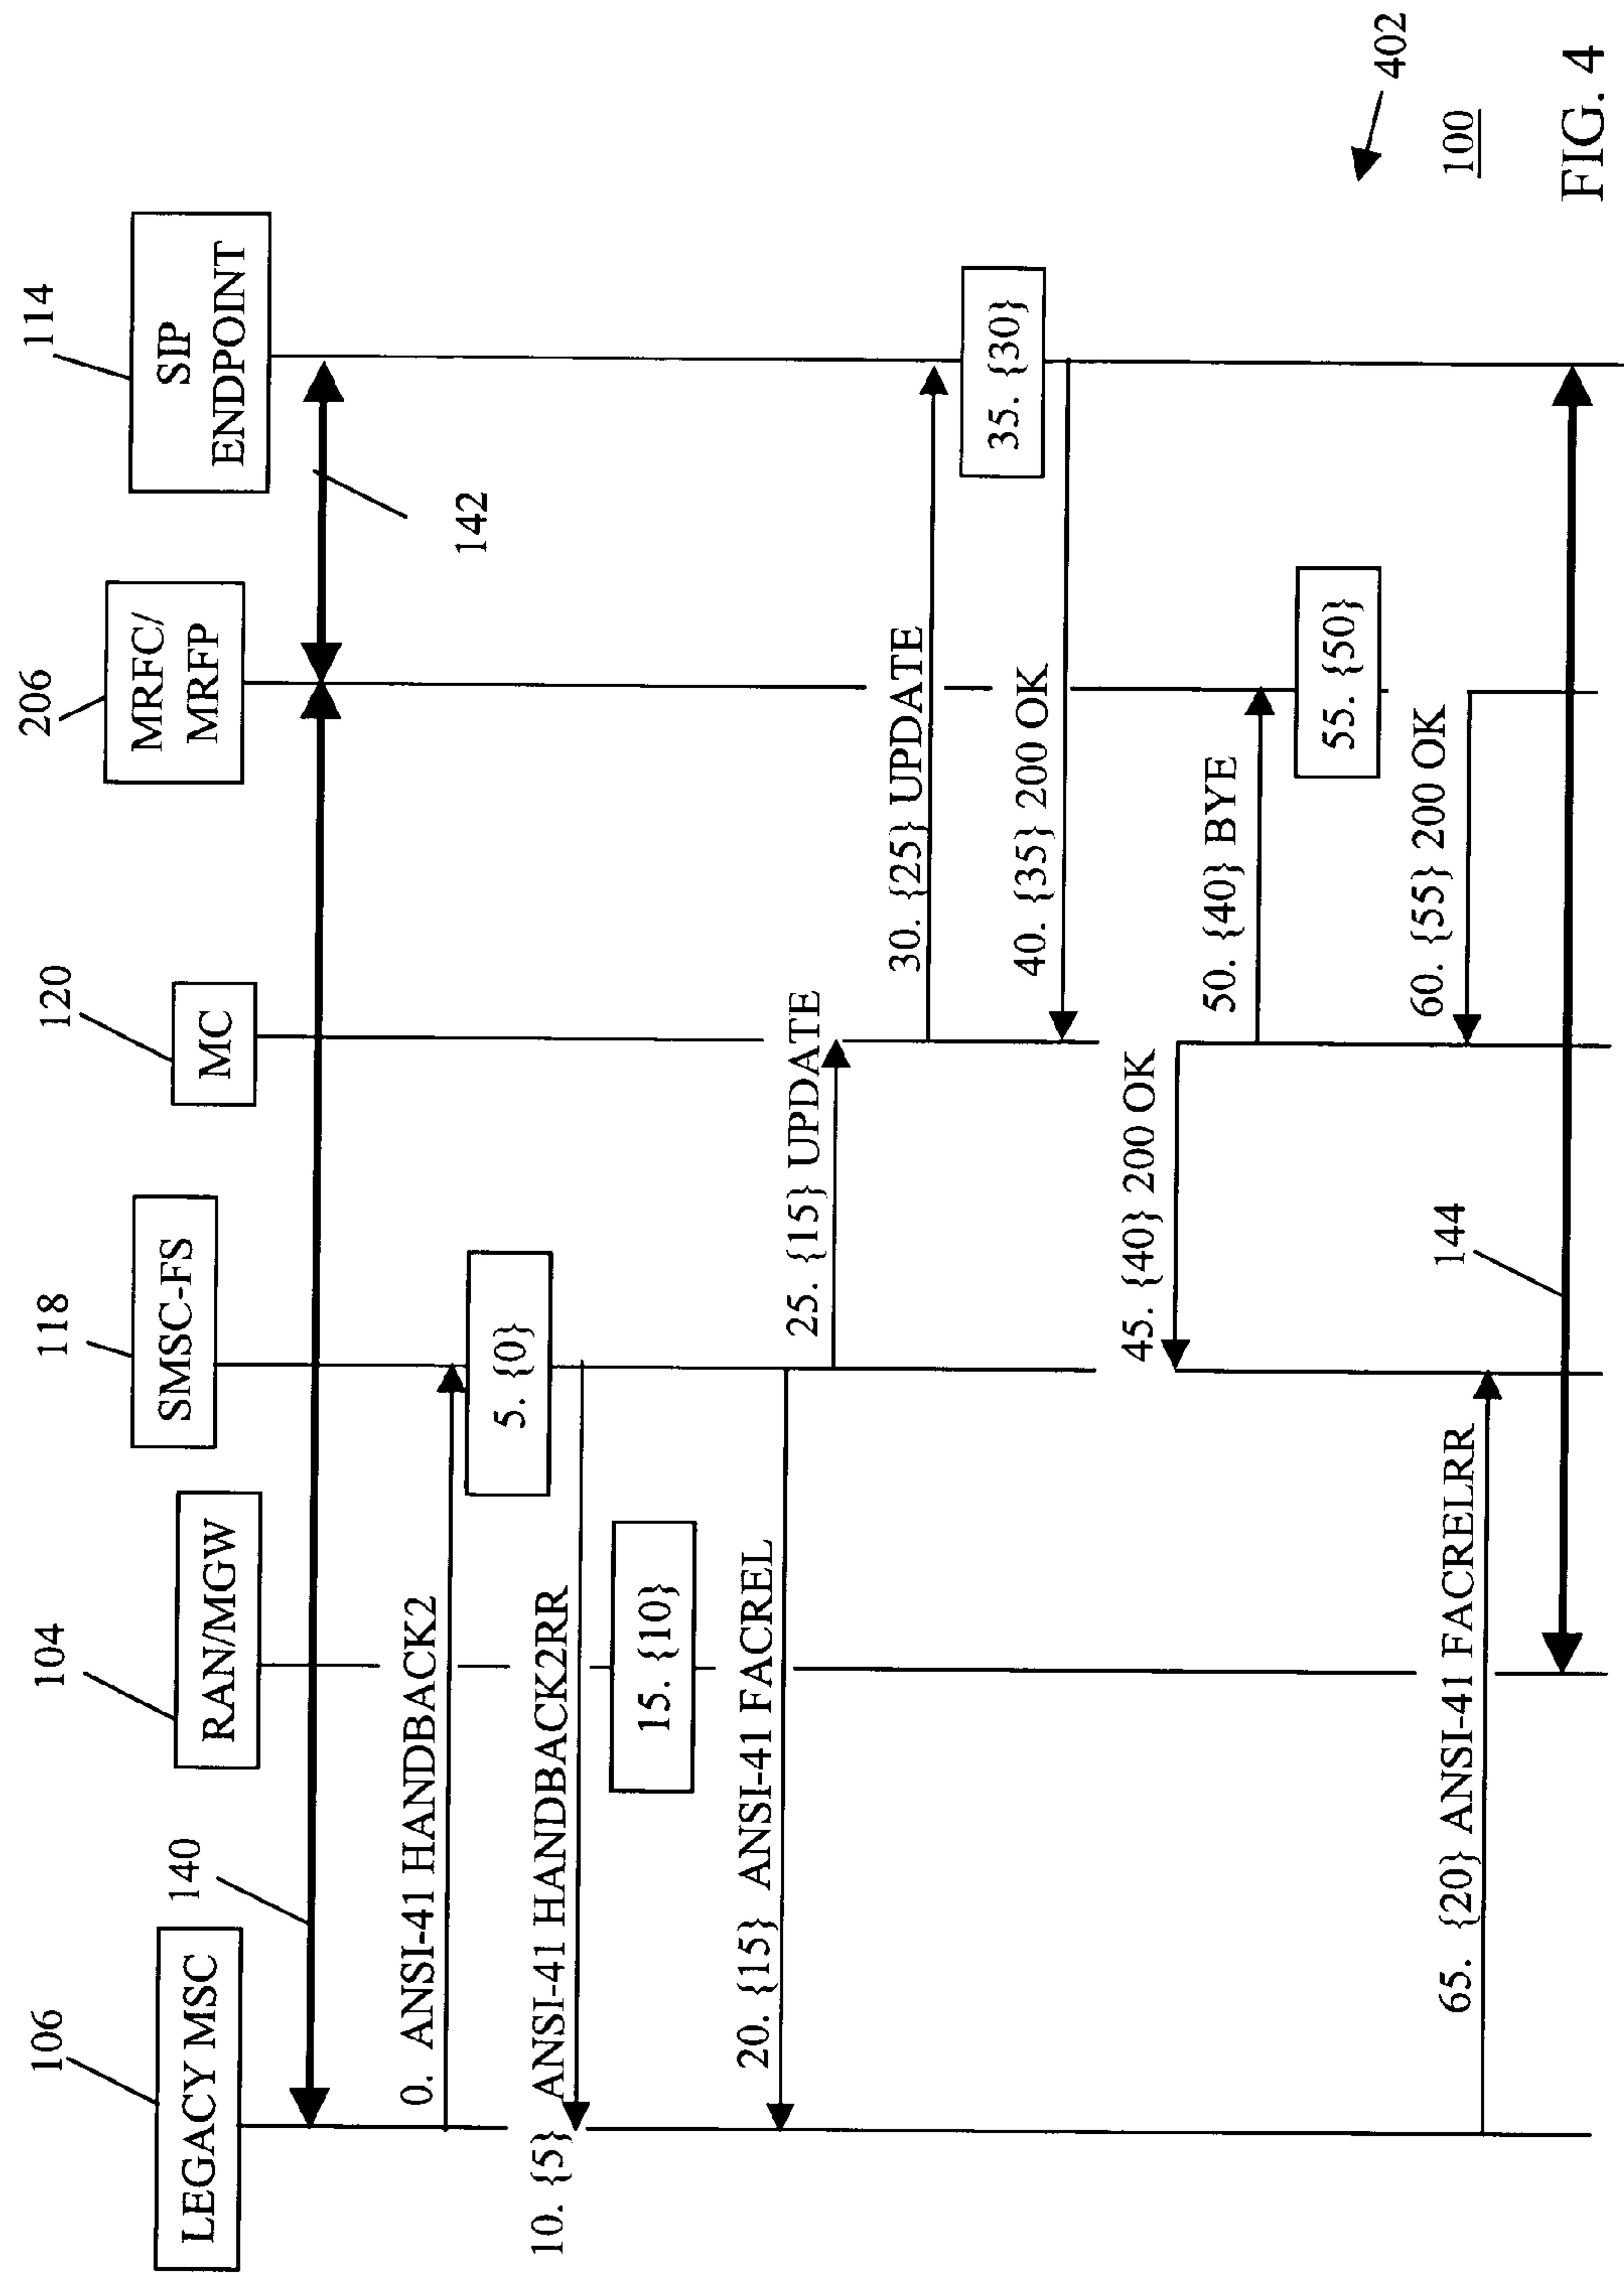 106
104
118
120
206
114
LEGACY MSC
RAN/MGW
SMSC-FS
MC
MRFC/
MRFP
SIP
ENDPOINT
140
142
0. ANSI-41 HANDBACK2
5. {0}
10. {5} ANSI-41 HANDBACK2RR
15. {10}
20. {15} ANSI-41 FACREL
25. {15} UPDATE
30. {25} UPDATE
35. {30}
40. {35} 200 OK
45. {40} 200 OK
50. {40} BYE
55. {50}
60. {55} 200 OK
65. {20} ANSI-41 FACRELRR
144
402
100
FIG. 4